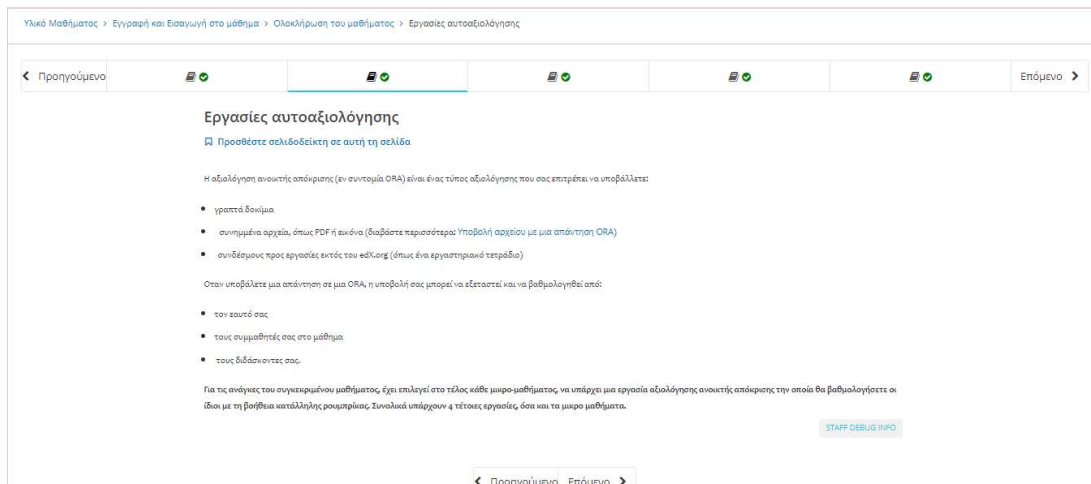 Υλικό Μαθήματος > Εγγραφή και Εισαγωγή στο μάθημα > Ολοκλήρωση του μαθήματος > Εργασίες αυτοαξιολόγησης
Προηγούμενο
Επόμενο
Εργασίες αυτοαξιολόγησης
Προσθέστε σελιδοδείκτη σε αυτή τη σελίδα
Η αξιολόγηση ανοικτής απόκρισης (εν συντομία ORA) είναι ένας τύπος αξιολόγησης που σας επιτρέπει να υποβάλλετε:
γραπτά δοκίμια
συνημμένα αρχεία, όπως PDF ή εικόνα (διαβάστε περισσότερα: Υποβολή αρχείου με μια απάντηση ORA)
συνδέσμους προς εργασίες εκτός του edX.org (όπως ένα εργαστηριακό τετράδιο)
Οταν υποβάλετε μια απάντηση σε μια ORA, η υποβολή σας μπορεί να εξεταστεί και να βαθμολογηθεί από:
τον εαυτό σας
τους συμμαθητές σας στο μάθημα
τους διδάσκοντες σας.
Για τις ανάγκες του συγκεκριμένου μαθήματος, έχει επιλεγεί στο τέλος κάθε μικρο-μαθήματος, να υπάρχει μια εργασία αξιολόγησης ανοικτής απόκρισης την οποία θα βαθμολογήσετε οι
ίδιοι με τη βοήθεια κατάλληλης ρουμπρίκας. Συνολικά υπάρχουν 4 τέτοιες εργασίες, όσα και τα μικρο μαθήματα.
STAFF DEBUG INFO
Προηγούμενο Επόμενο